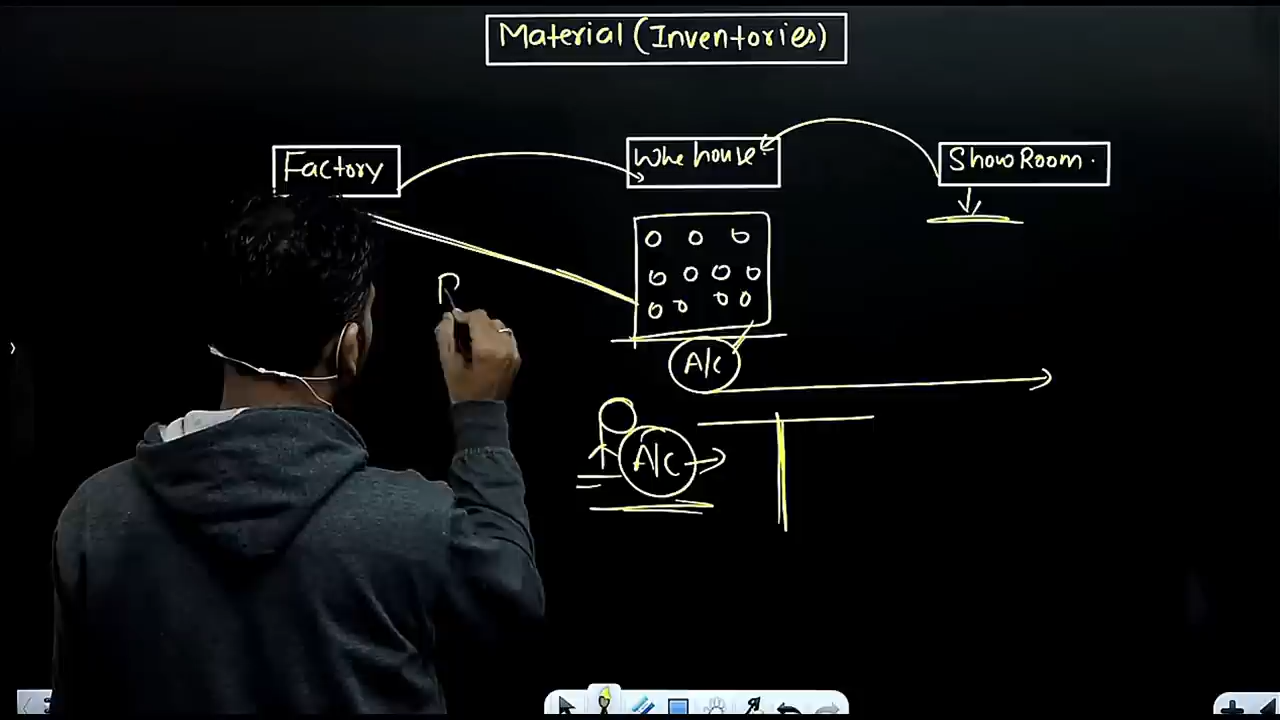 Material (Inventories)
Factory
Whe house
Show Room.
A/c
A/c
R